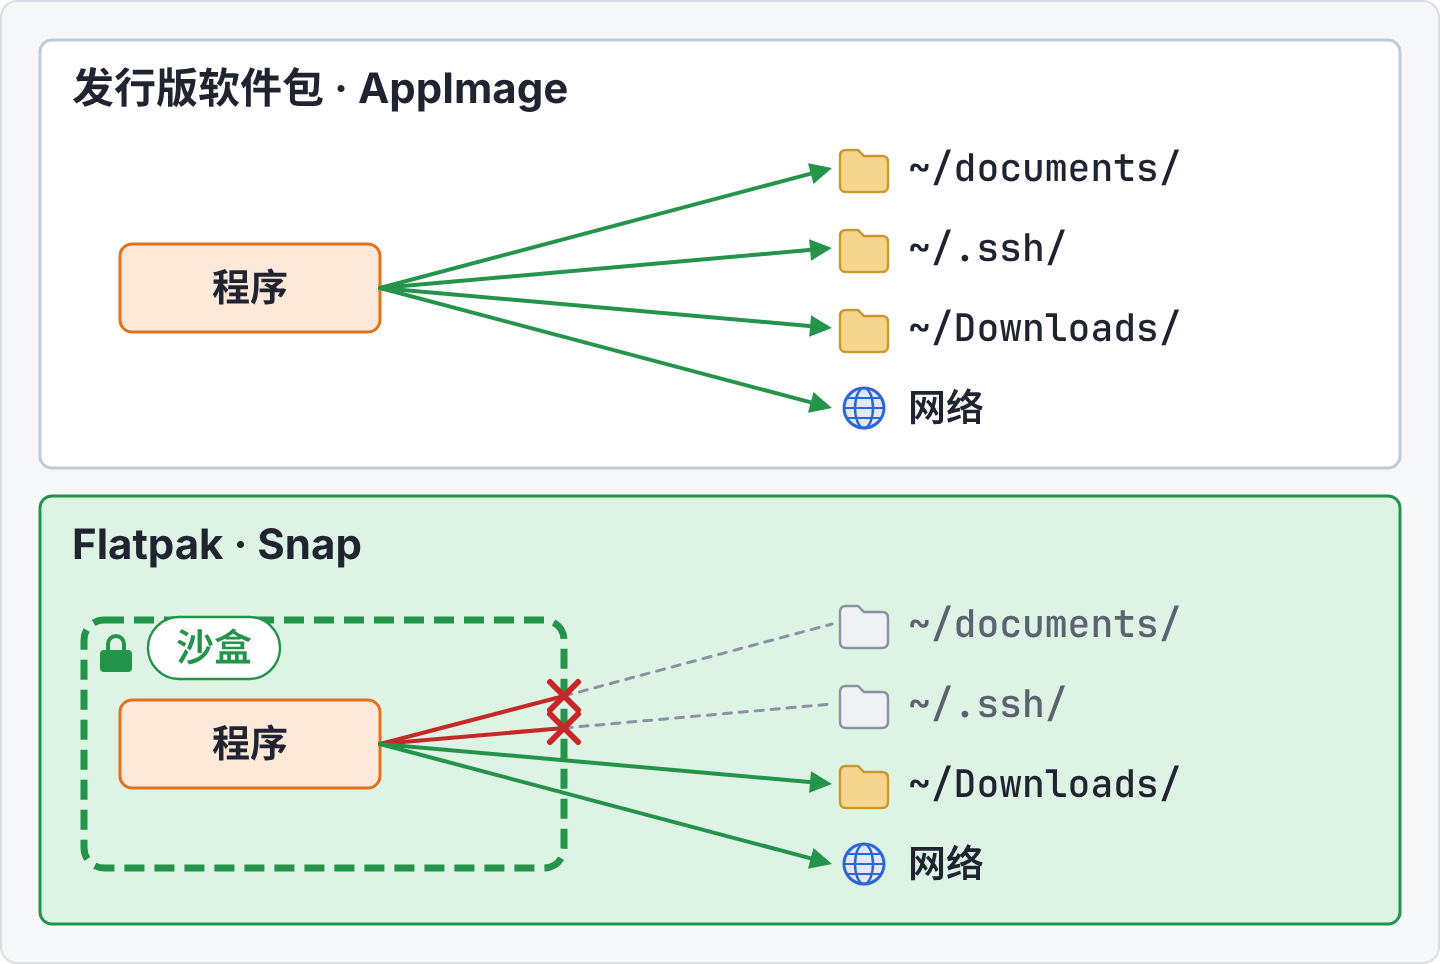 发行版软件包 · AppImage
程序
~/documents/
~/.ssh/
~/Downloads/
网络
Flatpak · Snap
沙盒
程序
~/documents/
~/.ssh/
~/Downloads/
网络